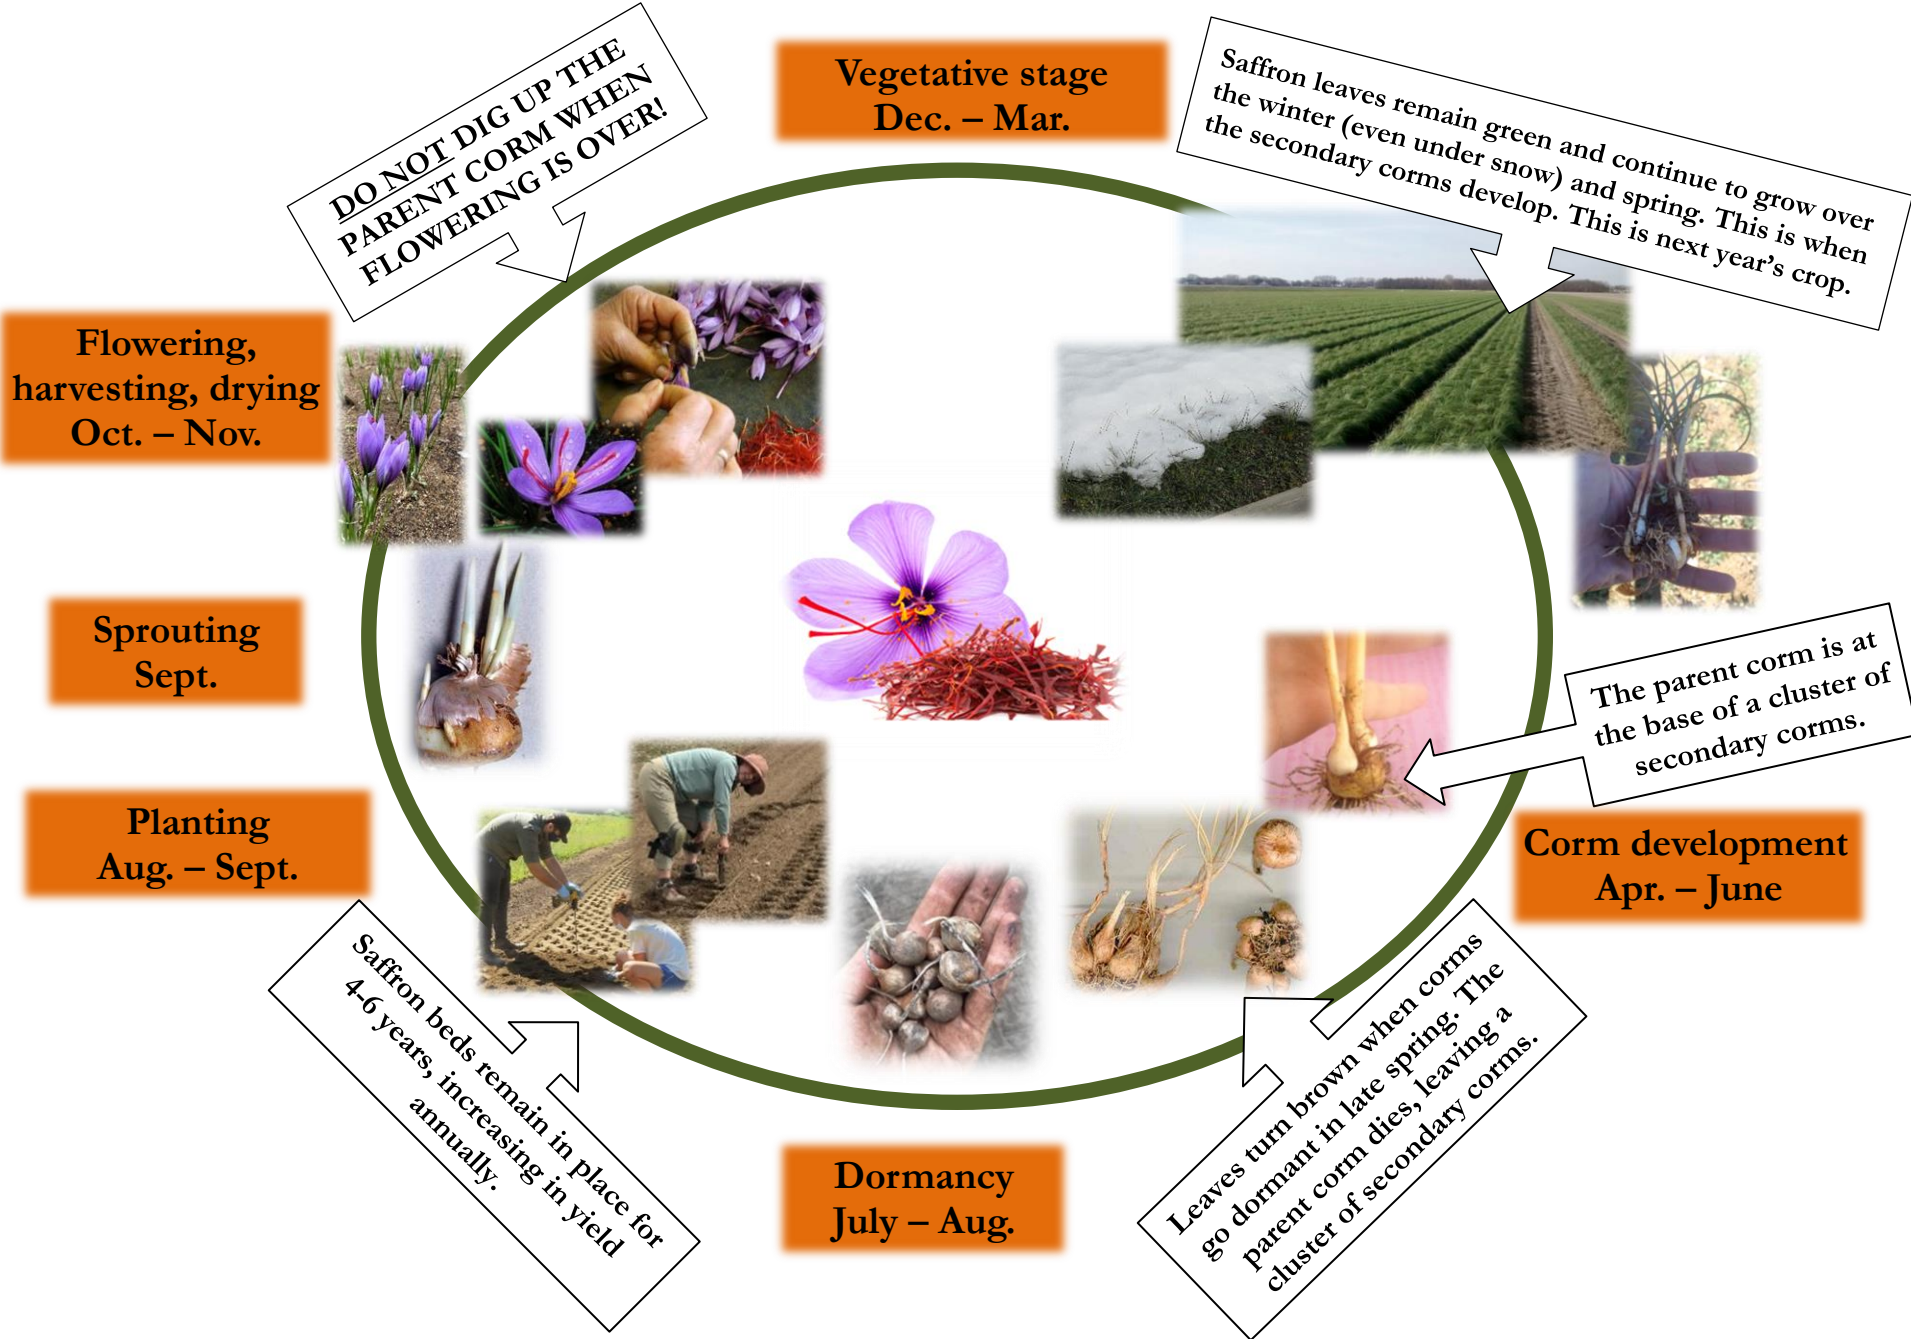 DO NOT DIG UP THE
PARENT CORM WHEN
FLOWERING IS OVER!
Vegetative stage
Dec. – Mar.
Saffron leaves remain green and continue to grow over
the winter (even under snow) and spring. This is when
the secondary corms develop. This is next year’s crop.
Flowering,
harvesting, drying
Oct. – Nov.
Sprouting
Sept.
The parent corm is at
the base of a cluster of
secondary corms.
Planting
Aug. – Sept.
Corm development
Apr. – June
Saffron beds remain in place for
4-6 years, increasing in yield
annually.
Leaves turn brown when corms
go dormant in late spring. The
parent corm dies, leaving a
cluster of secondary corms.
Dormancy
July – Aug.